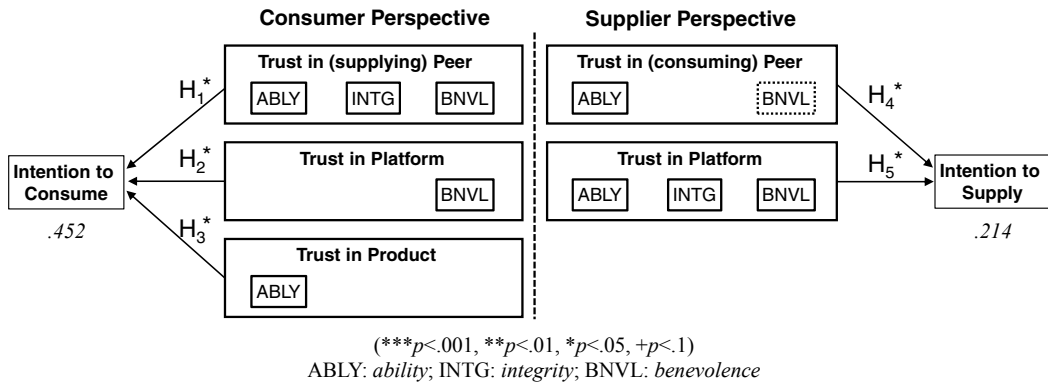 Consumer Perspective
Supplier Perspective
Trust in (supplying) Peer
ABLY INTG BNVL
Trust in (consuming) Peer
ABLY BNVL
H1*
H4*
Trust in Platform
BNVL
Trust in Platform
ABLY INTG BNVL
H2*
H5*
Intention to
Consume
.452
Intention to
Supply
.214
H3*
Trust in Product
ABLY
(***p<.001, **p<.01, *p<.05, +p<.1)
ABLY: ability; INTG: integrity; BNVL: benevolence